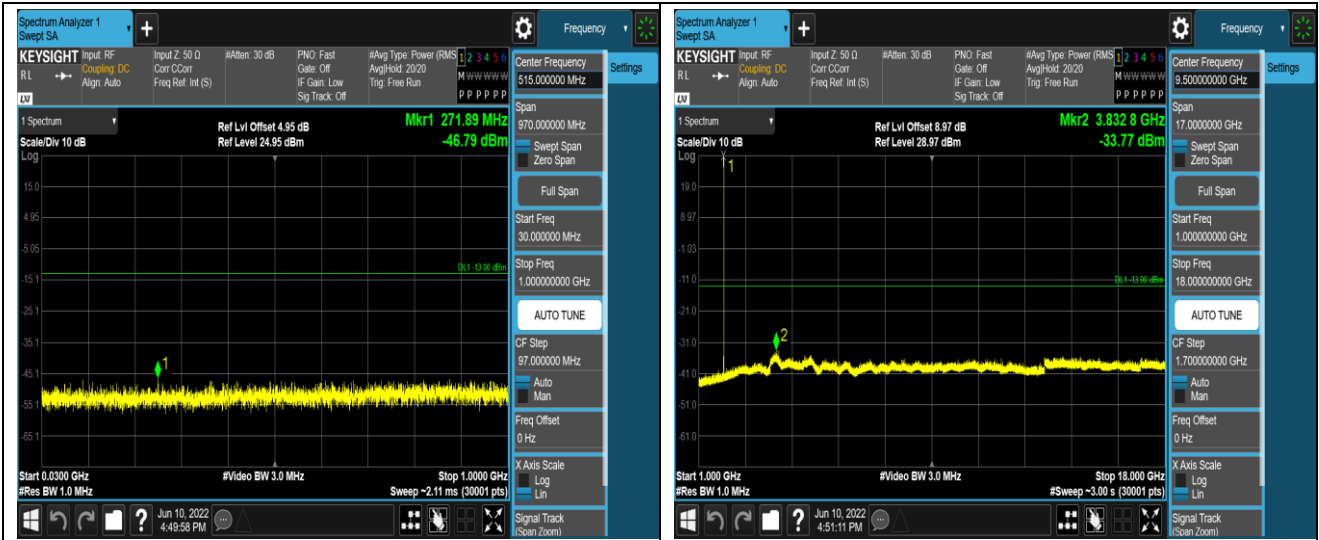 Spectrum Analyzer 1
Swept SA
Frequency
KEYSIGHT
Input: RF
Coupling: DC
Align: Auto
Input Z: 50 Ω
Corr CCorr
Freq Ref: Int (S)
#Atten: 30 dB
PNO: Fast
Gate: Off
IF Gain: Low
Sig Track: Off
#Avg Type: Power (RMS
Avg|Hold: 20/20
Trig: Free Run
1 2 3 4 5 6
M W W W W W
P P P P P P
RL
LXI
Center Frequency
515.000000 MHz
Settings
1 Spectrum
Scale/Div 10 dB
Log
Ref Lvl Offset 4.95 dB
Ref Level 24.95 dBm
Mkr1 271.89 MHz
-46.79 dBm
15.0
4.95
-5.05
-15.1
-25.1
-35.1
-45.1
-55.1
-65.1
DL1 -13.00 dBm
1
Span
970.000000 MHz
Swept Span
Zero Span
Full Span
Start Freq
30.000000 MHz
Stop Freq
1.000000000 GHz
AUTO TUNE
CF Step
97.000000 MHz
Auto
Man
Freq Offset
0 Hz
X Axis Scale
Log
Lin
Signal Track
(Span Zoom)
Start 0.0300 GHz
#Res BW 1.0 MHz
#Video BW 3.0 MHz
Stop 1.0000 GHz
Sweep ~2.11 ms (30001 pts)
Jun 10, 2022
4:49:58 PM
Spectrum Analyzer 1
Swept SA
Frequency
KEYSIGHT
Input: RF
Coupling: DC
Align: Auto
Input Z: 50 Ω
Corr CCorr
Freq Ref: Int (S)
#Atten: 30 dB
PNO: Fast
Gate: Off
IF Gain: Low
Sig Track: Off
#Avg Type: Power (RMS
Avg|Hold: 20/20
Trig: Free Run
1 2 3 4 5 6
M W W W W W
P P P P P P
RL
LXI
Center Frequency
9.500000000 GHz
Settings
1 Spectrum
Scale/Div 10 dB
Log
Ref Lvl Offset 8.97 dB
Ref Level 28.97 dBm
Mkr2 3.832 8 GHz
-33.77 dBm
19.0
8.97
-1.03
-11.0
-21.0
-31.0
-41.0
-51.0
-61.0
DL1 -13.00 dBm
1
2
Span
17.0000000 GHz
Swept Span
Zero Span
Full Span
Start Freq
1.000000000 GHz
Stop Freq
18.000000000 GHz
AUTO TUNE
CF Step
1.700000000 GHz
Auto
Man
Freq Offset
0 Hz
X Axis Scale
Log
Lin
Signal Track
(Span Zoom)
Start 1.000 GHz
#Res BW 1.0 MHz
#Video BW 3.0 MHz
Stop 18.000 GHz
#Sweep ~3.00 s (30001 pts)
Jun 10, 2022
4:51:11 PM